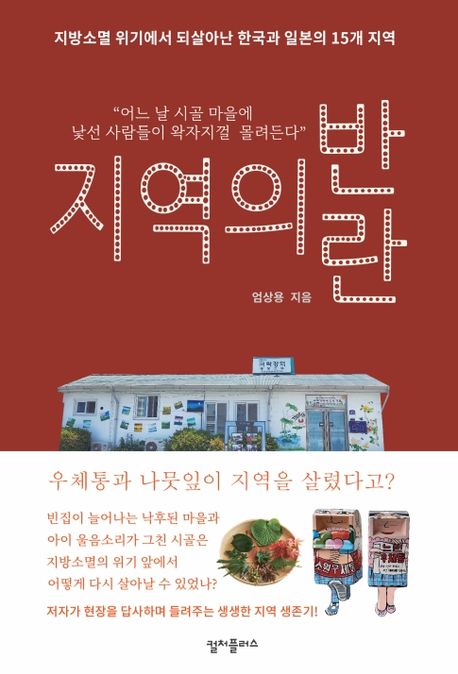 지방소멸 위기에서 되살아난 한국과 일본의 15개 지역
“어느 날 시골 마을에
낯선 사람들이 왁자지껄 몰려든다”
지역의 반란
엄상용 지음
우체통과 나뭇잎이 지역을 살렸다고?
빈집이 늘어나는 낙후된 마을과
아이 울음소리가 그친 시골은
지방소멸의 위기 앞에서
어떻게 다시 살아날 수 있었나?
저자가 현장을 답사하며 들려주는 생생한 지역 생존기!
컬처플러스